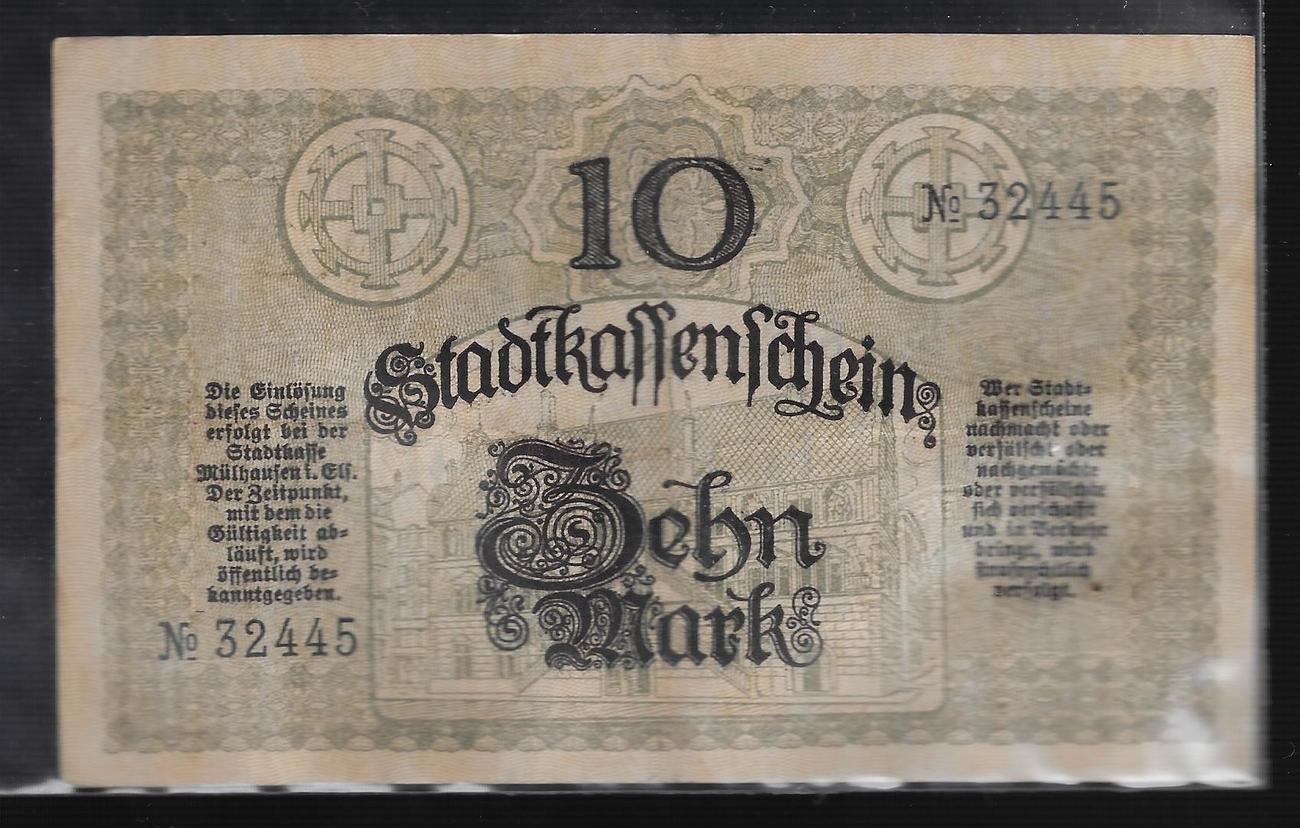 10
№ 32445
Stadtkassenschein
Die Einlösung
dieses Scheines
erfolgt bei der
Stadtkasse
Mülhausen i. Els.
Der Zeitpunkt,
mit dem die
Gültigkeit ab=
läuft, wird
öffentlich be=
kanntgegeben.
Zehn
Mark
Wer Stadt=
kassenscheine
nachmacht oder
verfälscht oder
nachgemachte
oder verfälschte
sich verschafft
und in Verkehr
bringt, wird
verfolgt.
№ 32445